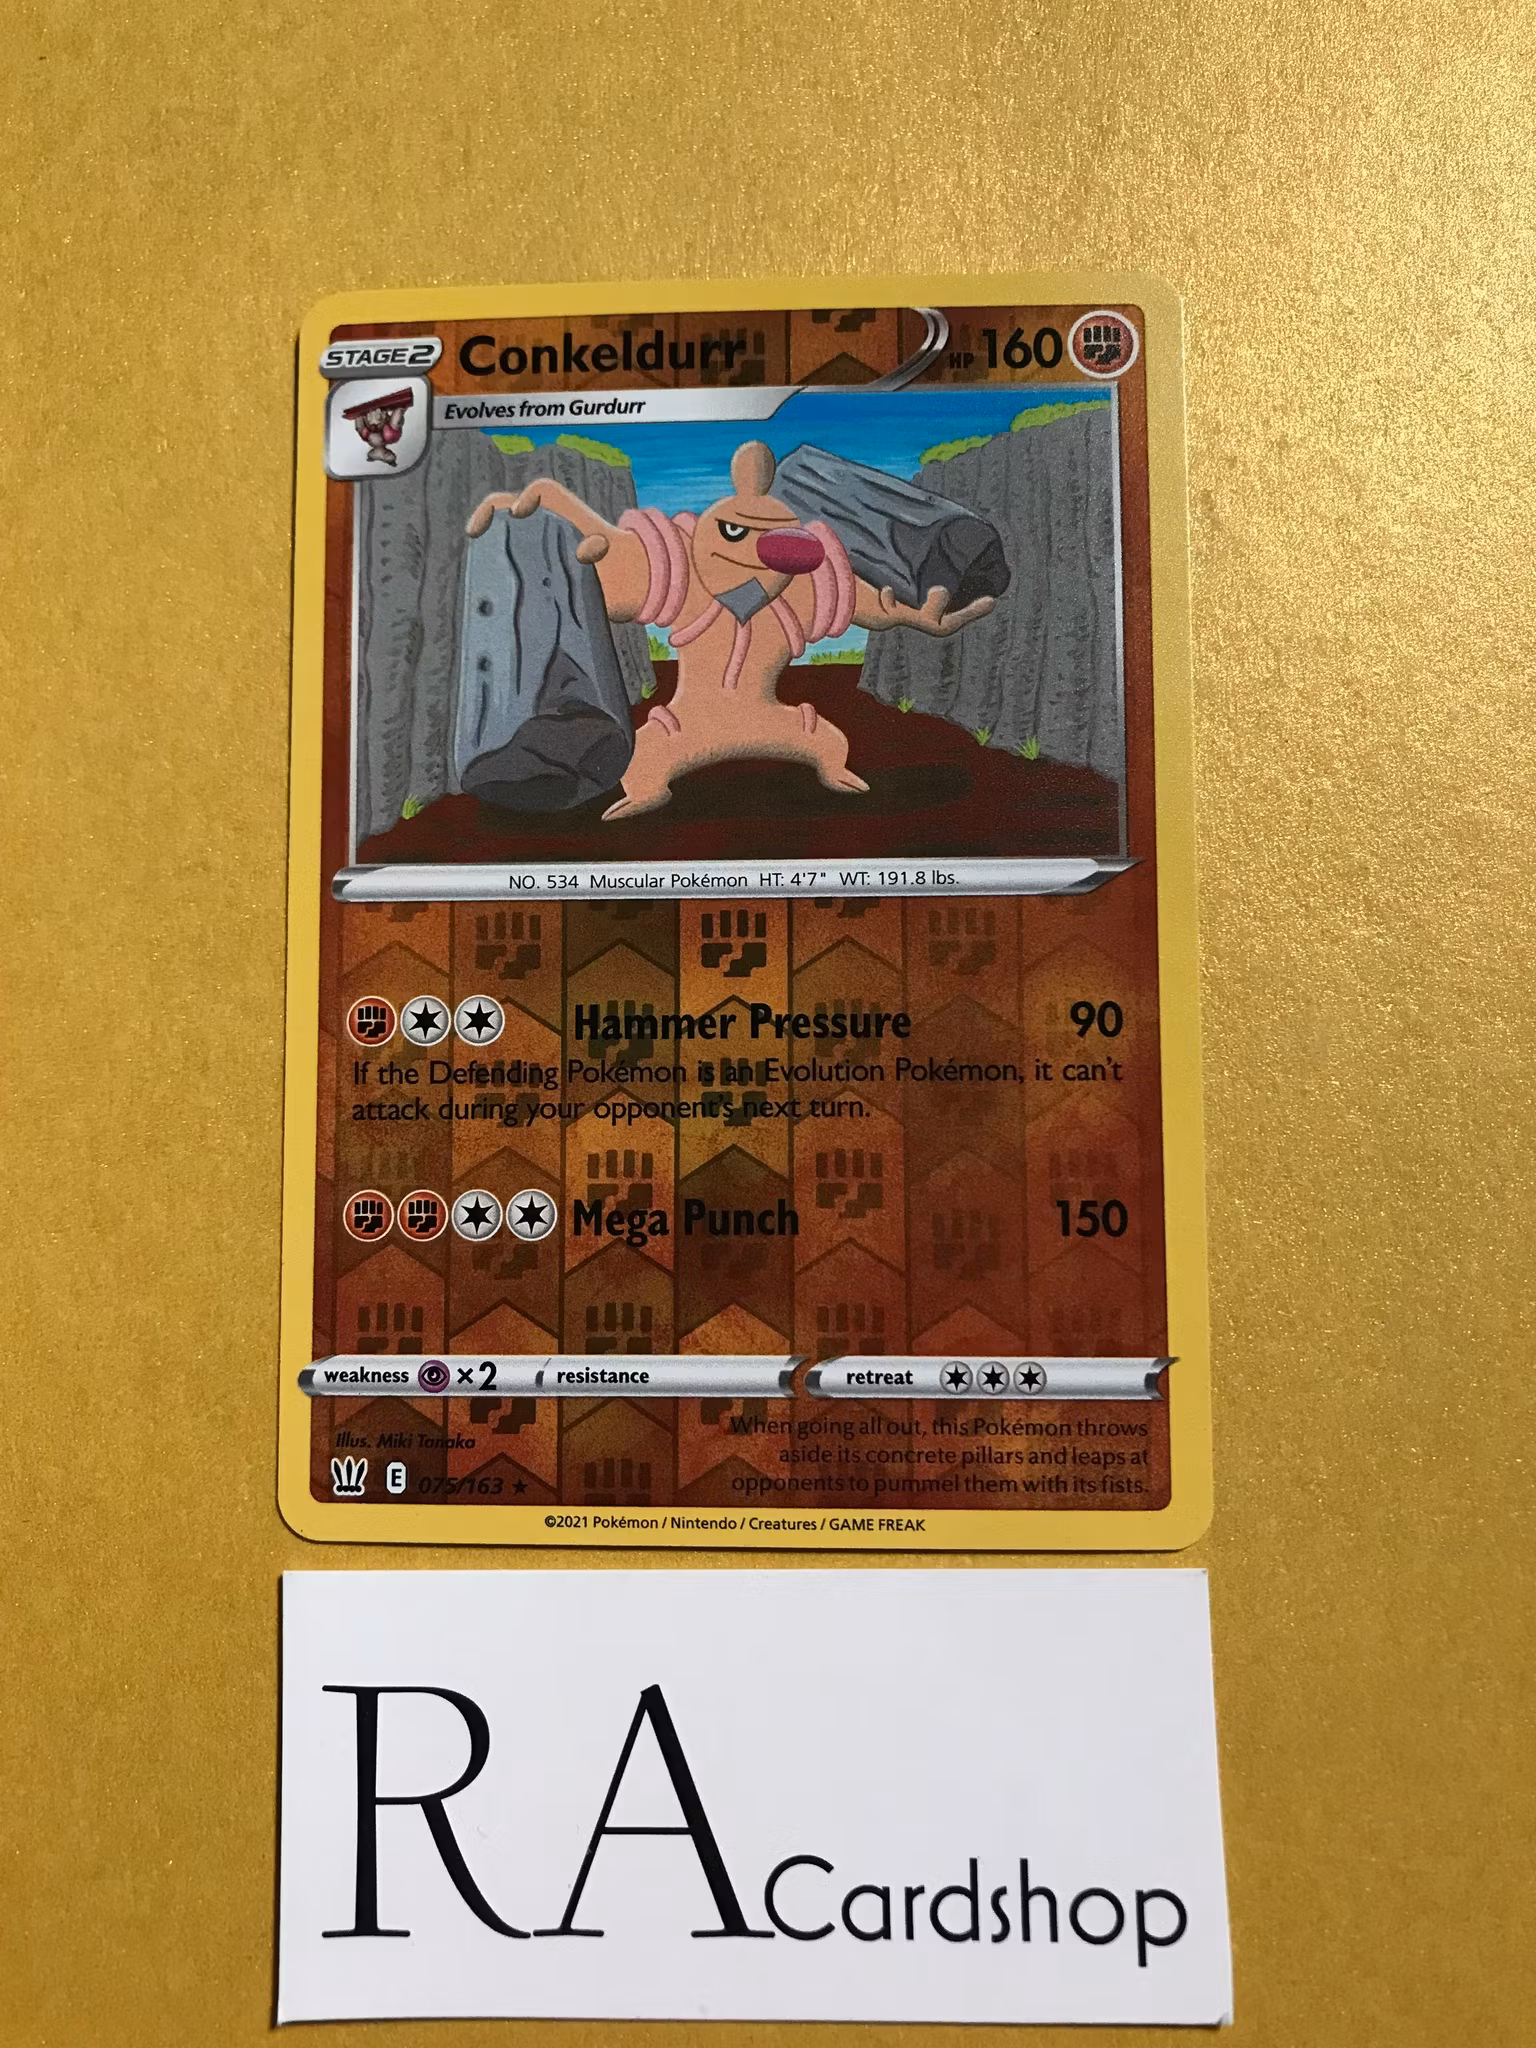 STAGE 2 Conkeldurr HP 160
Evolves from Gurdurr
NO. 534 Muscular Pokémon HT: 4'7" WT: 191.8 lbs.
Hammer Pressure 90
If the Defending Pokémon is an Evolution Pokémon, it can't
attack during your opponent's next turn.
Mega Punch 150
weakness ×2 resistance retreat
Illus. Miki Tanaka
E 075/163 ★
When going all out, this Pokémon throws
aside its concrete pillars and leaps at
opponents to pummel them with its fists.
©2021 Pokémon / Nintendo / Creatures / GAME FREAK
RA Cardshop